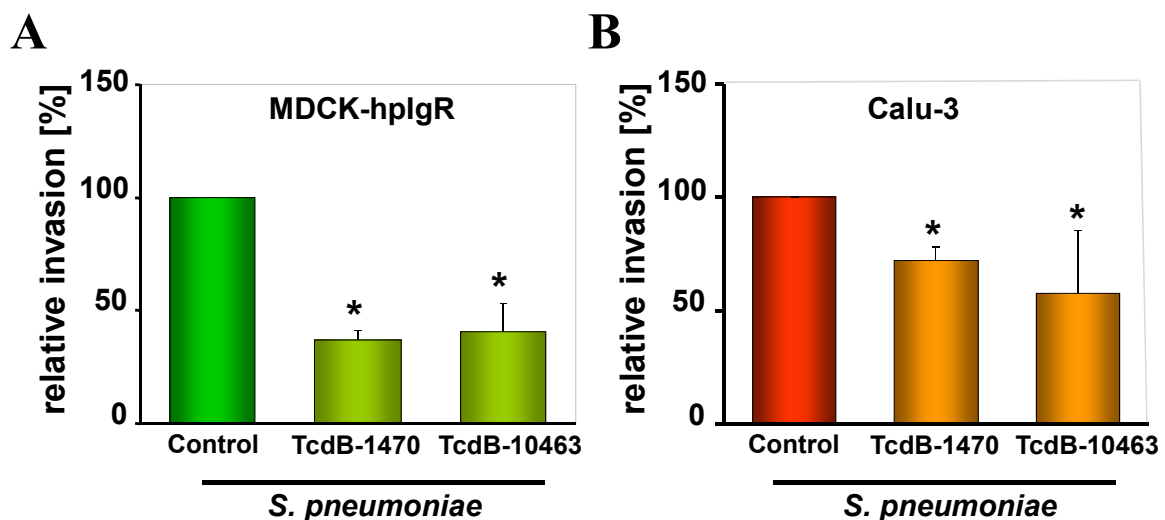 A
relative invasion [%]
150
100
50
0
MDCK-hpIgR
*
*
Control
TcdB-1470
TcdB-10463
S. pneumoniae
B
relative invasion [%]
150
100
50
0
Calu-3
*
*
Control
TcdB-1470
TcdB-10463
S. pneumoniae